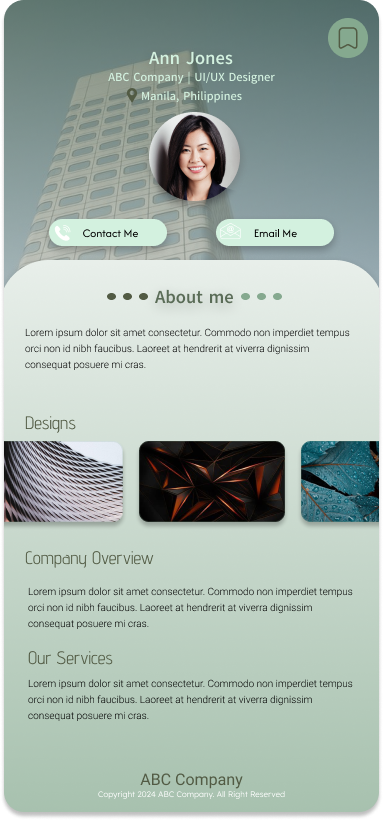 Ann Jones
ABC Company | UI/UX Designer
Manila, Philippines
Contact Me
Email Me
About me
Lorem ipsum dolor sit amet consectetur. Commodo non imperdiet tempus
orci non id nibh faucibus. Laoreet at hendrerit at viverra dignissim
consequat posuere mi cras.
Designs
Company Overview
Lorem ipsum dolor sit amet consectetur. Commodo non imperdiet tempus
orci non id nibh faucibus. Laoreet at hendrerit at viverra dignissim
consequat posuere mi cras.
Our Services
Lorem ipsum dolor sit amet consectetur. Commodo non imperdiet tempus
orci non id nibh faucibus. Laoreet at hendrerit at viverra dignissim
consequat posuere mi cras.
ABC Company
Copyright 2024 ABC Company. All Right Reserved